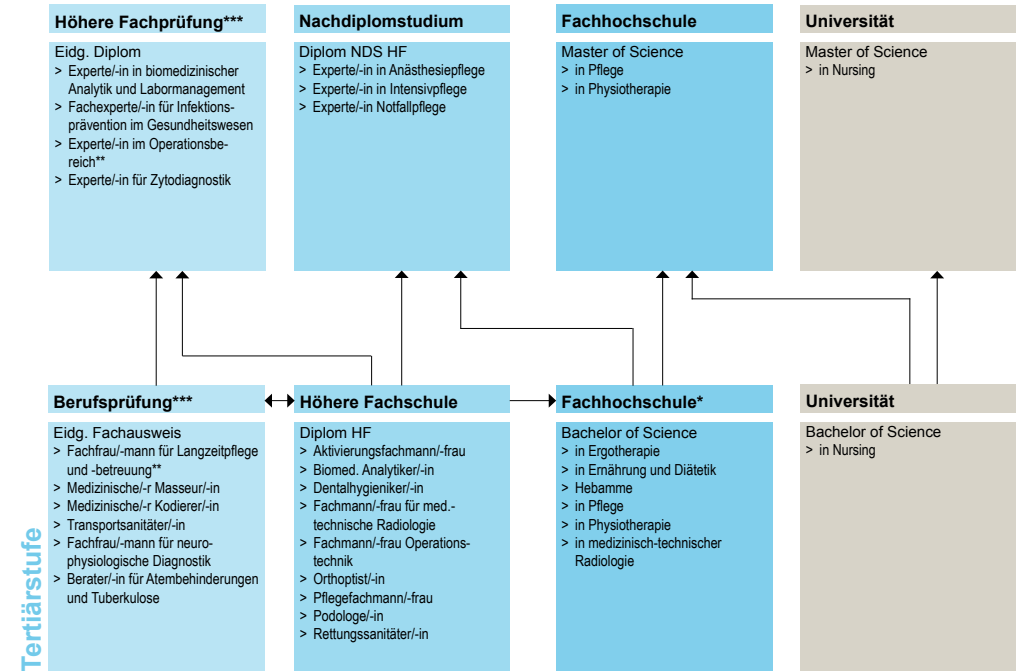 Höhere Fachprüfung***
Eidg. Diplom
> Experte/-in in biomedizinischer
Analytik und Labormanagement
> Fachexperte/-in für Infektions-
prävention im Gesundheitswesen
> Experte/-in im Operationsbe-
reich**
> Experte/-in für Zytodiagnostik
Nachdiplomstudium
Diplom NDS HF
> Experte/-in in Anästhesiepflege
> Experte/-in in Intensivpflege
> Experte/-in Notfallpflege
Fachhochschule
Master of Science
> in Pflege
> in Physiotherapie
Universität
Master of Science
> in Nursing
Berufsprüfung***
Eidg. Fachausweis
> Fachfrau/-mann für Langzeitpflege
und -betreuung**
> Medizinische/-r Masseur/-in
> Medizinische/-r Kodierer/-in
> Transportsanitäter/-in
> Fachfrau/-mann für neuro-
physiologische Diagnostik
> Berater/-in für Atembehinderungen
und Tuberkulose
Höhere Fachschule
Diplom HF
> Aktivierungsfachmann/-frau
> Biomed. Analytiker/-in
> Dentalhygieniker/-in
> Fachmann/-frau für med.-
technische Radiologie
> Fachmann/-frau Operations-
technik
> Orthoptist/-in
> Pflegefachmann/-frau
> Podologe/-in
> Rettungssanitäter/-in
Fachhochschule*
Bachelor of Science
> in Ergotherapie
> in Ernährung und Diätetik
> Hebamme
> in Pflege
> in Physiotherapie
> in medizinisch-technischer
Radiologie
Universität
Bachelor of Science
> in Nursing
Tertiärstufe